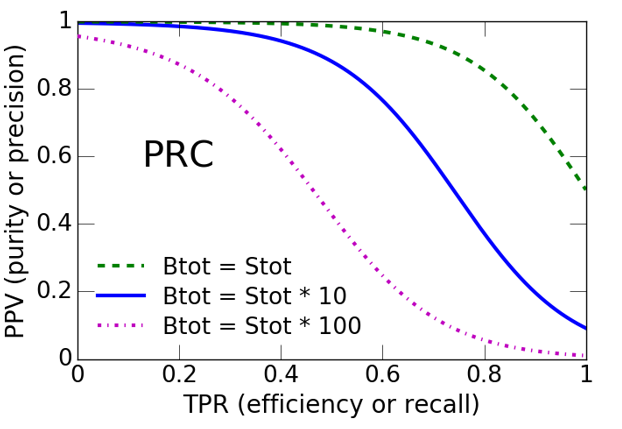 1
0.8
0.6
0.4
0.2
0
PPV (purity or precision)
PRC
Btot = Stot
Btot = Stot * 10
Btot = Stot * 100
0 0.2 0.4 0.6 0.8 1
TPR (efficiency or recall)